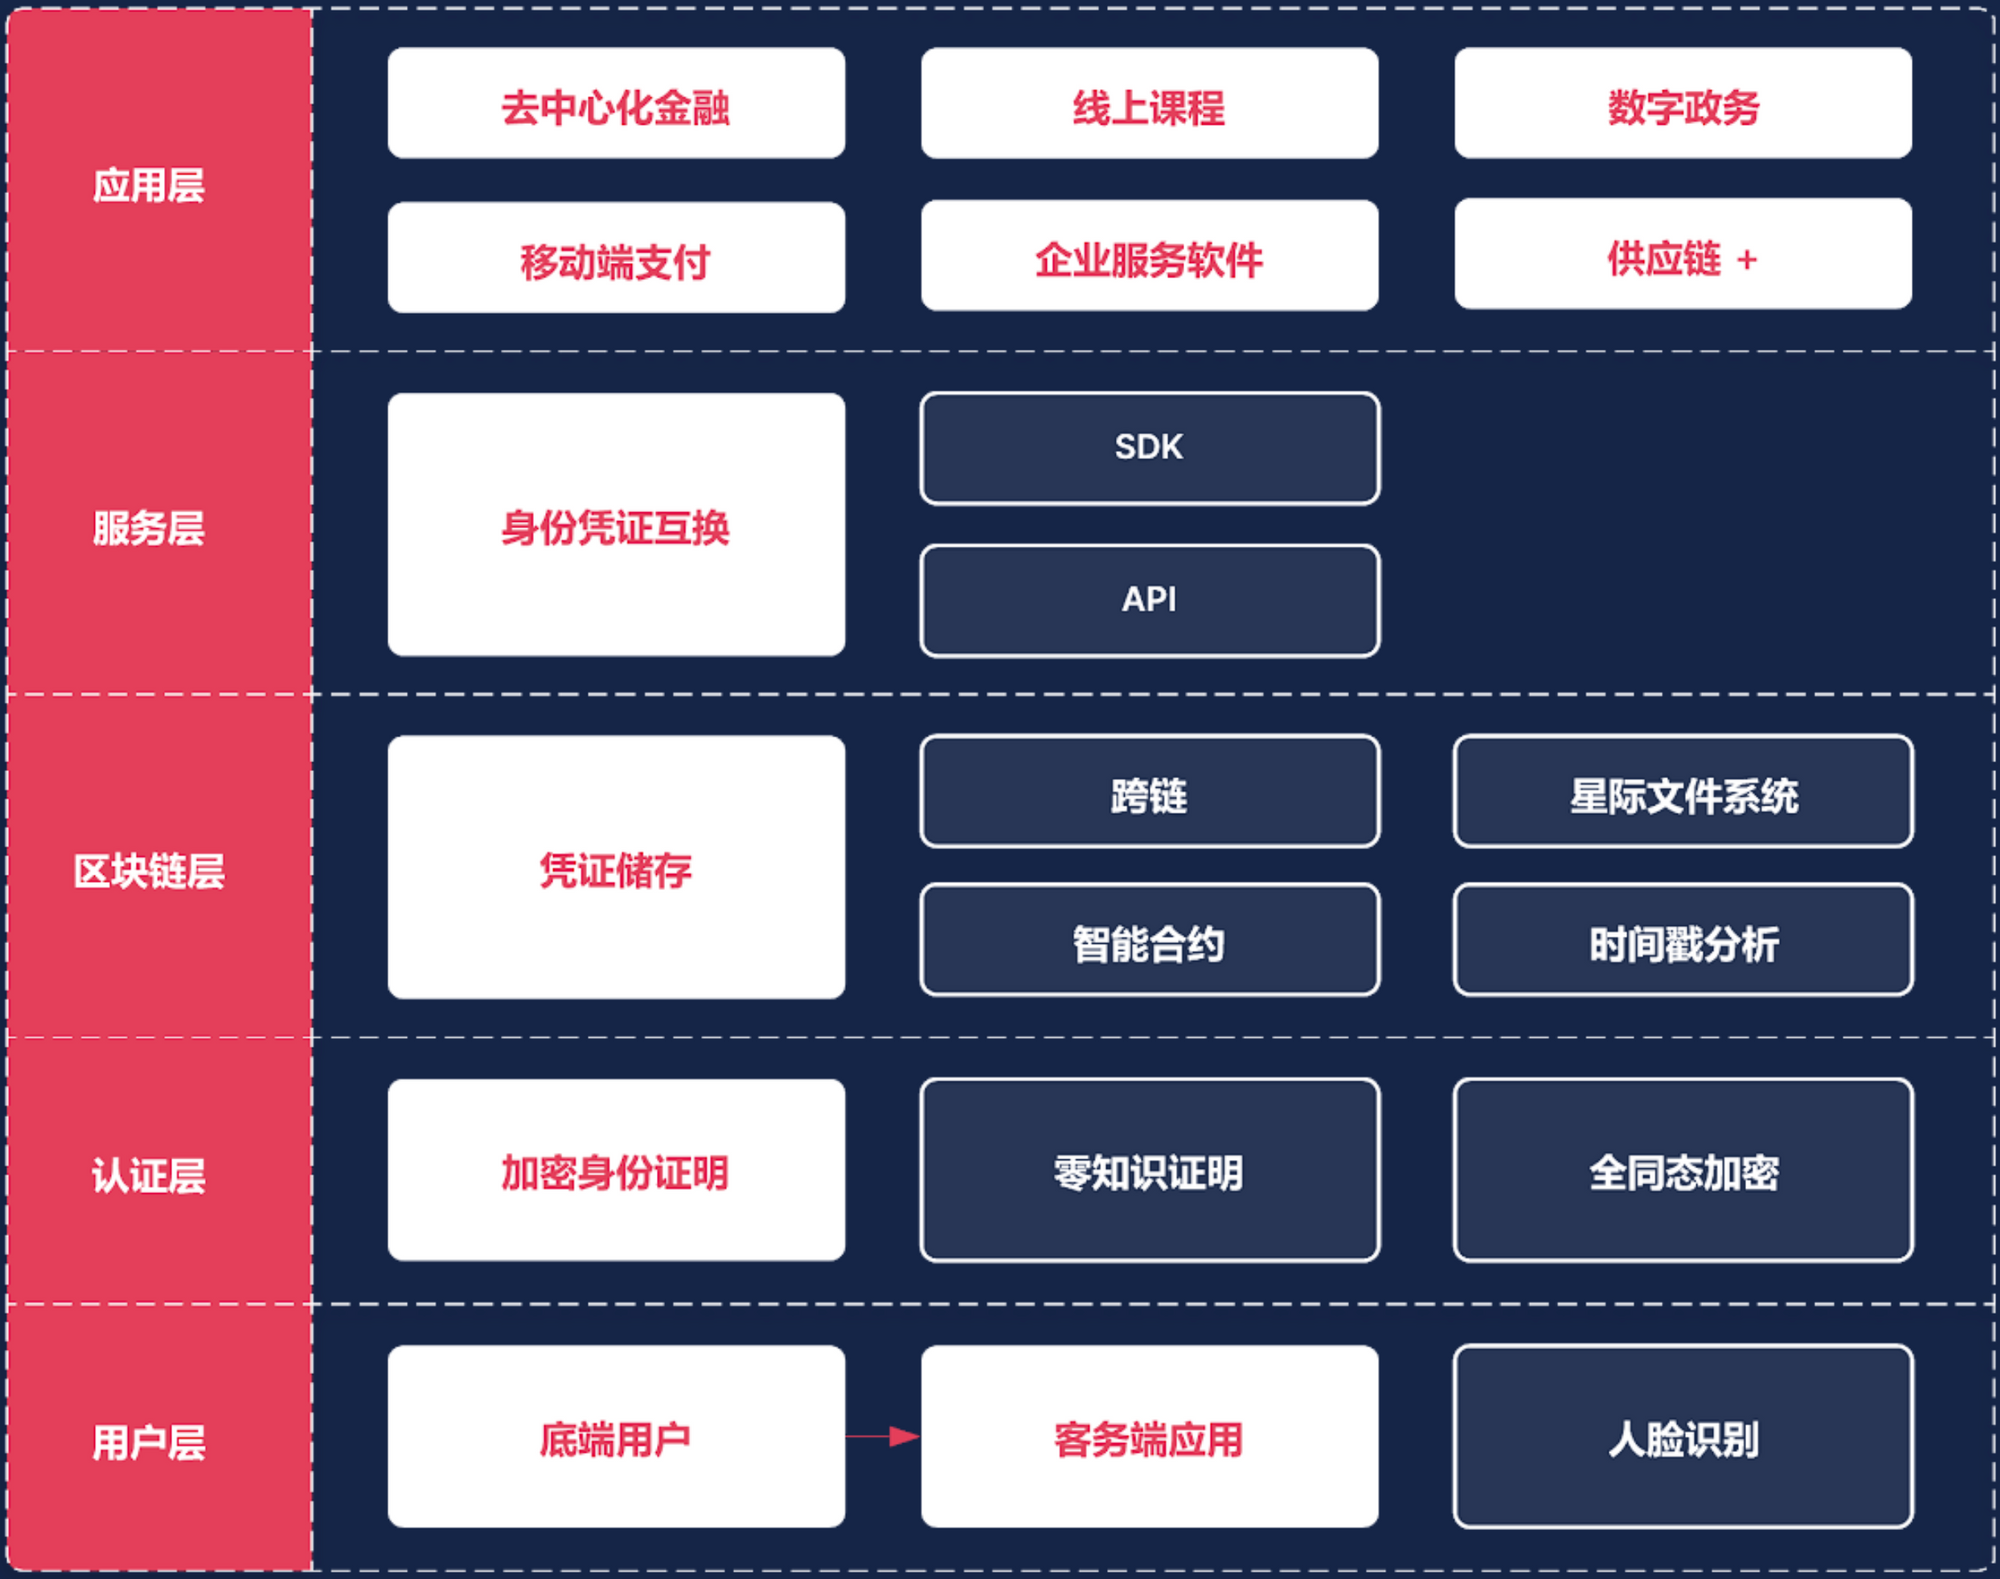 应用层
去中心化金融
线上课程
数字政务
移动端支付
企业服务软件
供应链 +
服务层
身份凭证互换
SDK
API
区块链层
凭证储存
跨链
星际文件系统
智能合约
时间戳分析
认证层
加密身份证明
零知识证明
全同态加密
用户层
底端用户
客务端应用
人脸识别